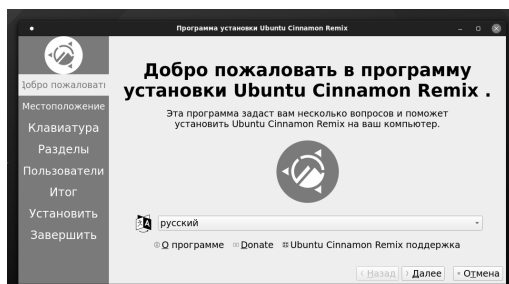 Программа установки Ubuntu Cinnamon Remix
Добро пожаловать
Местоположение
Клавиатура
Разделы
Пользователи
Итог
Установить
Завершить
Добро пожаловать в программу
установки Ubuntu Cinnamon Remix .
Эта программа задаст вам несколько вопросов и поможет
установить Ubuntu Cinnamon Remix на ваш компьютер.
русский
О программе Donate Ubuntu Cinnamon Remix поддержка
Назад Далее Отмена